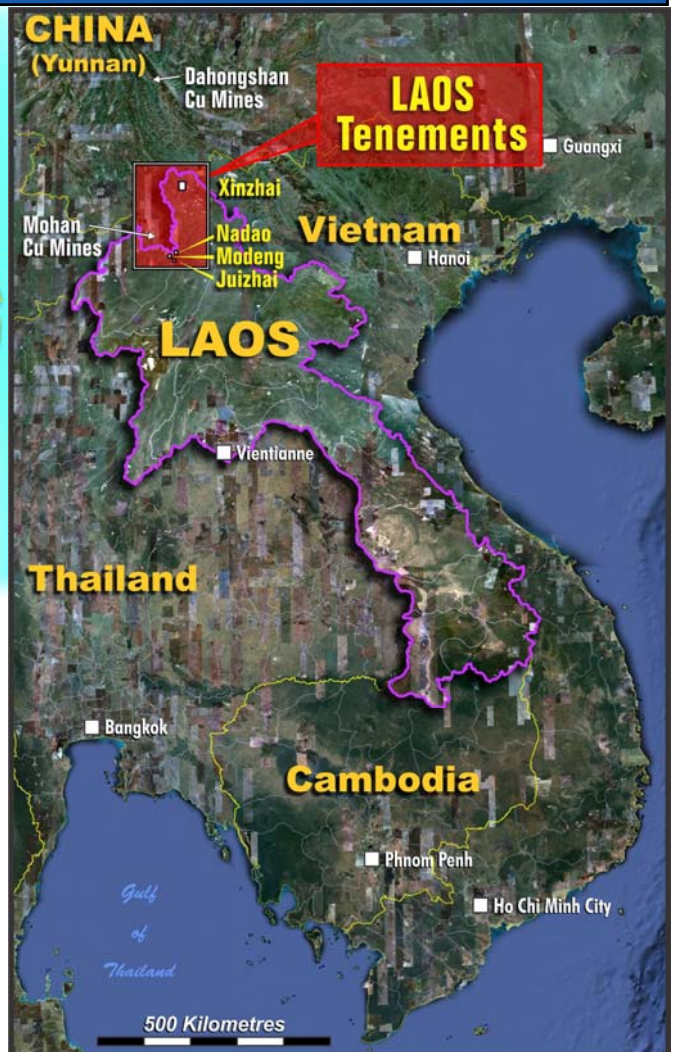 CHINA
(Yunnan)
Dahongshan
Cu Mines
LAOS
Tenements
Guangxi
Xinzhai
Mohan
Cu Mines
Nadao
Modeng
Juizhai
Vietnam
Hanoi
LAOS
Vientianne
Thailand
Bangkok
Cambodia
Phnom Penh
Ho Chi Minh City
Gulf
of
Thailand
500 Kilometres